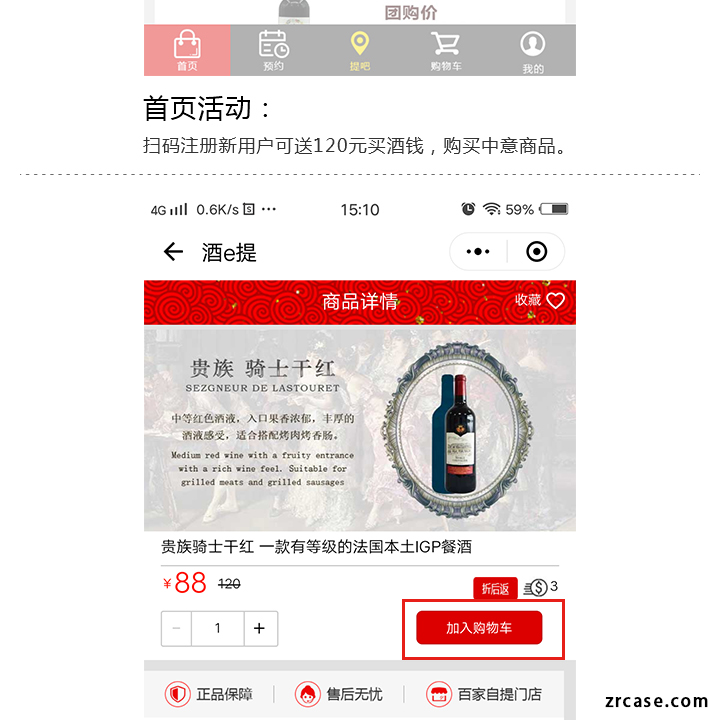 团购价
首页 预约 提吧 购物车 我的
首页活动：
扫码注册新用户可送120元买酒钱，购买中意商品。
4G 0.6K/s 15:10 59%
酒e提
商品详情 收藏
贵族 骑士干红
SEZGNEUR DE LASTOURET
中等红色酒液，入口果香浓郁，丰厚的
酒液感受，适合搭配烤肉烤香肠。
Medium red wine with a fruity entrance
with a rich wine feel. Suitable for
grilled meats and grilled sausages
贵族骑士干红 一款有等级的法国本土IGP餐酒
￥88 120 折后返 3
- 1 + 加入购物车
正品保障 售后无忧 百家自提门店
zrcase.com